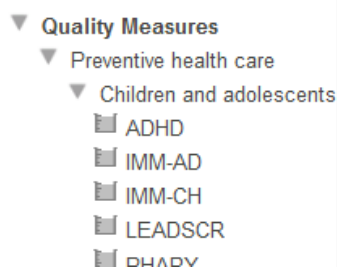 Quality Measures
Preventive health care
Children and adolescents
ADHD
IMM-AD
IMM-CH
LEADSCR